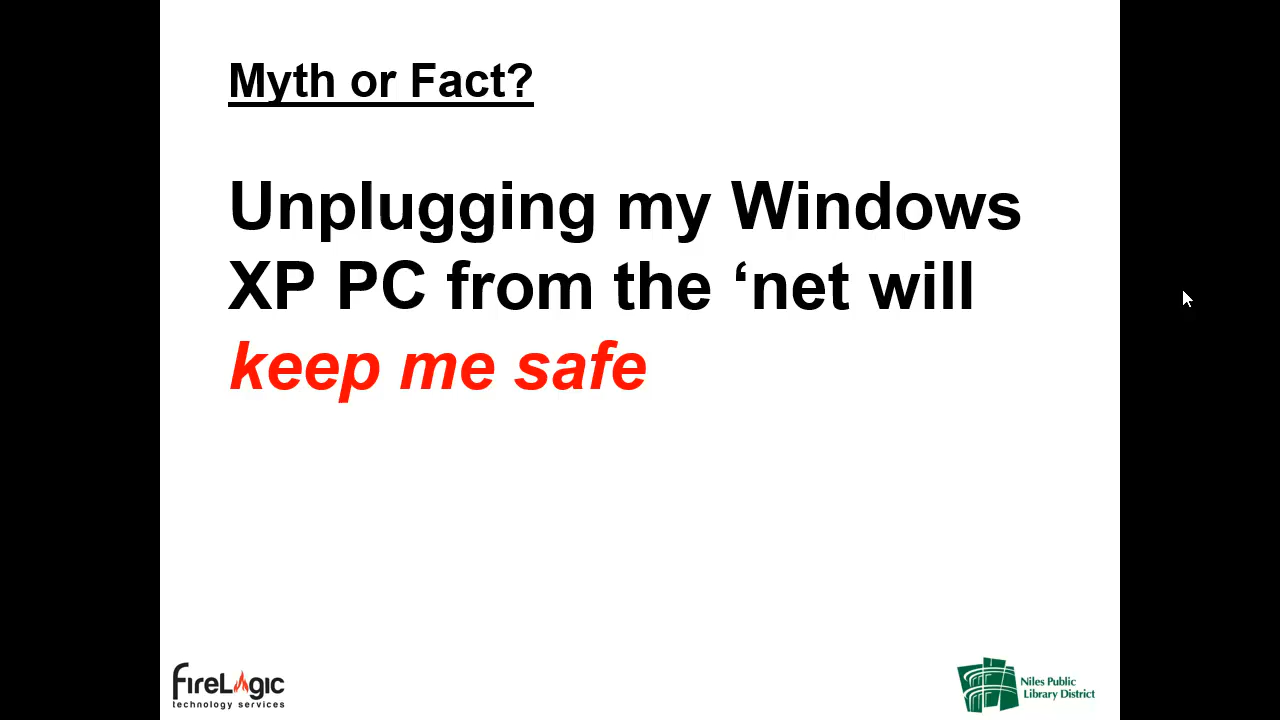 Myth or Fact?
Unplugging my Windows
XP PC from the ‘net will
keep me safe
FireLogic
technology services
Niles Public
Library District